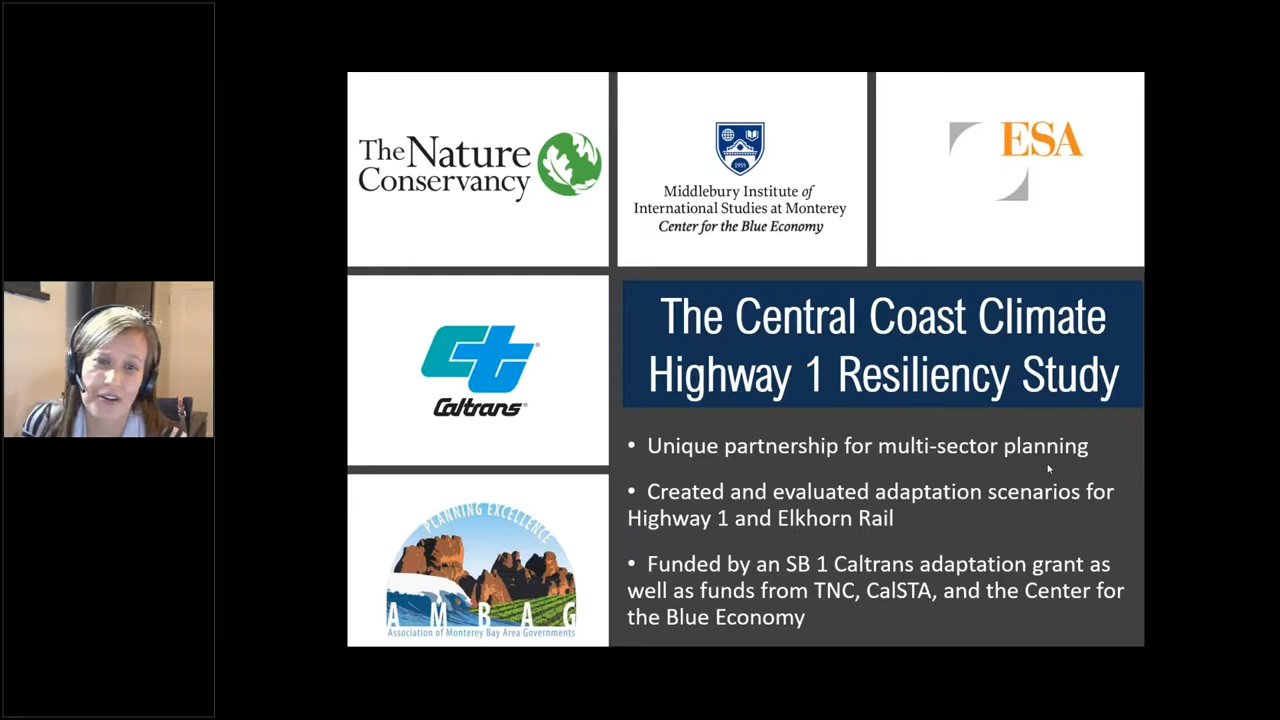 The Nature
Conservancy
1955
Middlebury Institute of
International Studies at Monterey
Center for the Blue Economy
ESA
ct
Caltrans
The Central Coast Climate
Highway 1 Resiliency Study
PLANNING EXCELLENCE
AMBAG
Association of Monterey Bay Area Governments
• Unique partnership for multi-sector planning
• Created and evaluated adaptation scenarios for
Highway 1 and Elkhorn Rail
• Funded by an SB 1 Caltrans adaptation grant as
well as funds from TNC, CalSTA, and the Center for
the Blue Economy